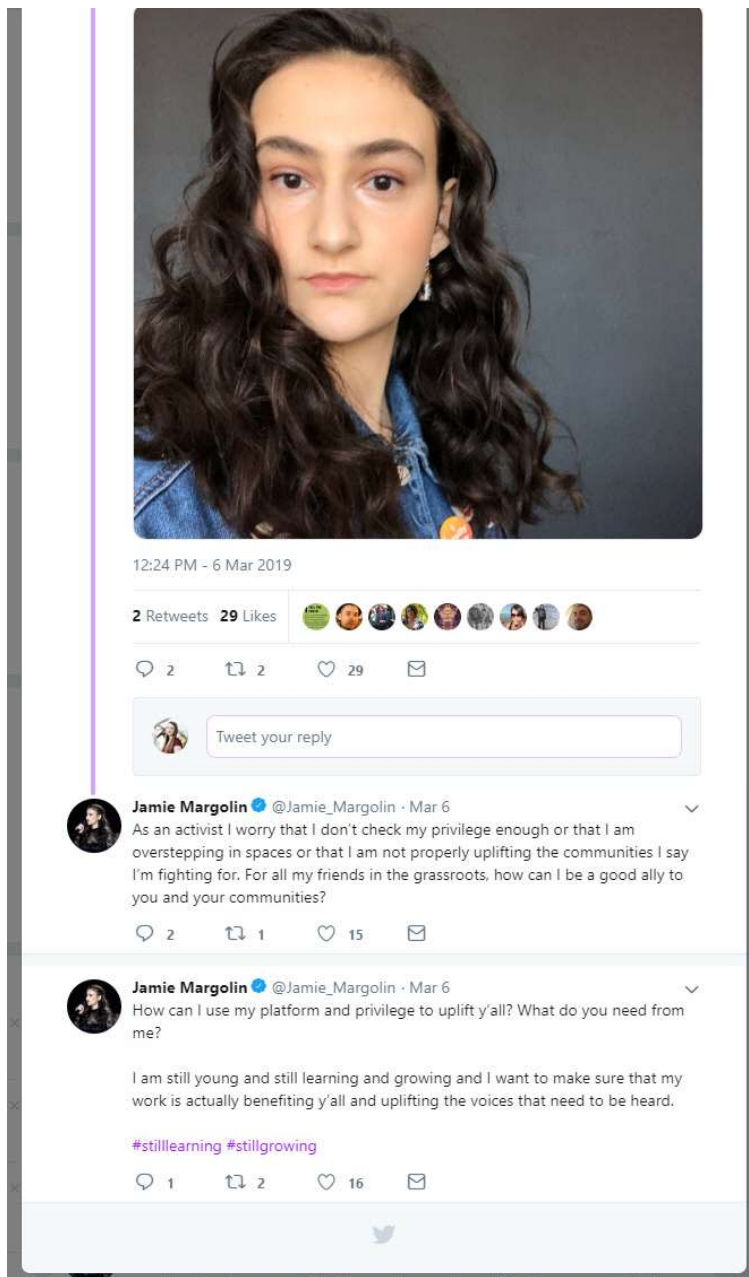 12:24 PM - 6 Mar 2019
2 Retweets 29 Likes
2 2 29
Tweet your reply
Jamie Margolin @Jamie_Margolin · Mar 6
As an activist I worry that I don't check my privilege enough or that I am
overstepping in spaces or that I am not properly uplifting the communities I say
I'm fighting for. For all my friends in the grassroots, how can I be a good ally to
you and your communities?
2 1 15
Jamie Margolin @Jamie_Margolin · Mar 6
How can I use my platform and privilege to uplift y'all? What do you need from
me?
I am still young and still learning and growing and I want to make sure that my
work is actually benefiting y'all and uplifting the voices that need to be heard.
#stilllearning #stillgrowing
1 2 16